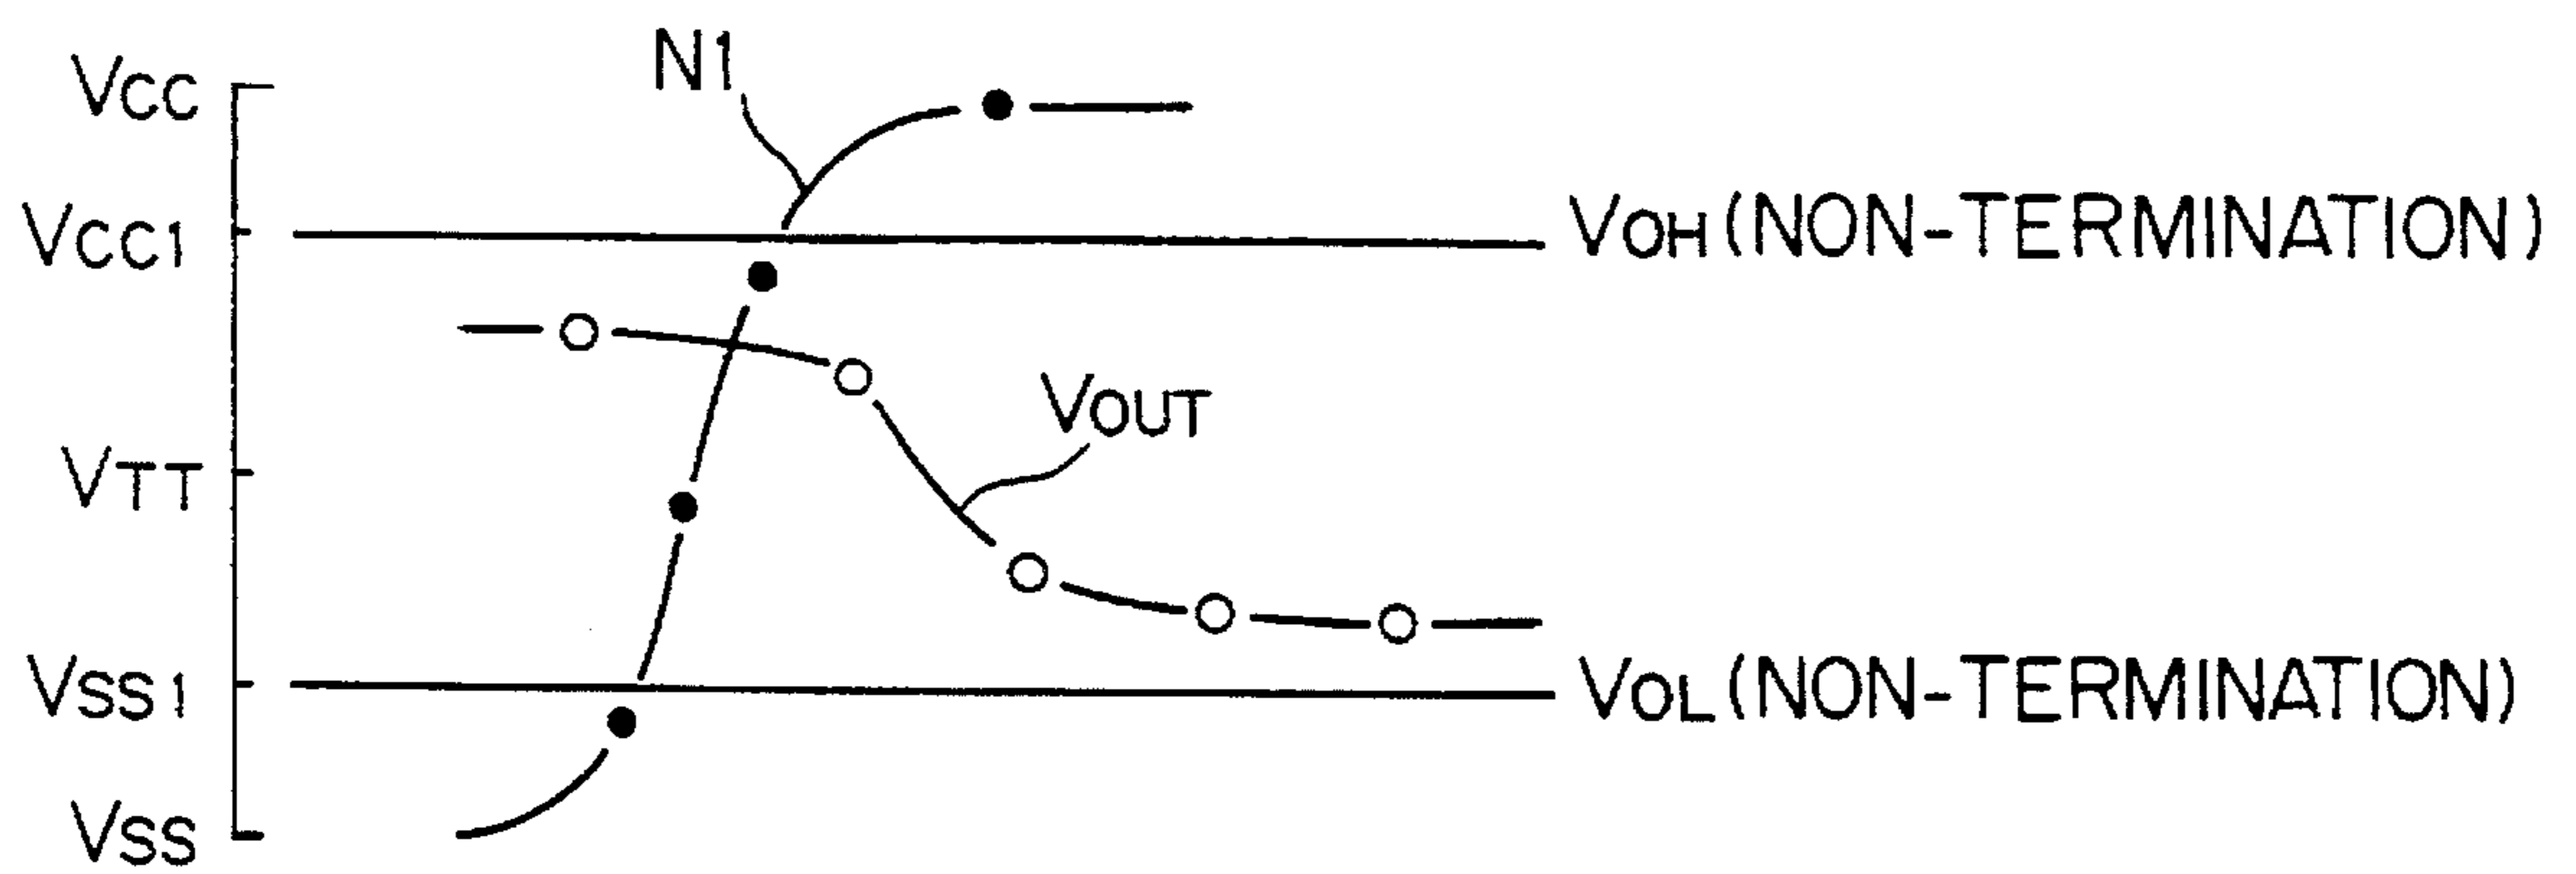 N1
VCC
VCC1
VOH (NON-TERMINATION)
VOUT
VTT
VSS1
VOL (NON-TERMINATION)
VSS